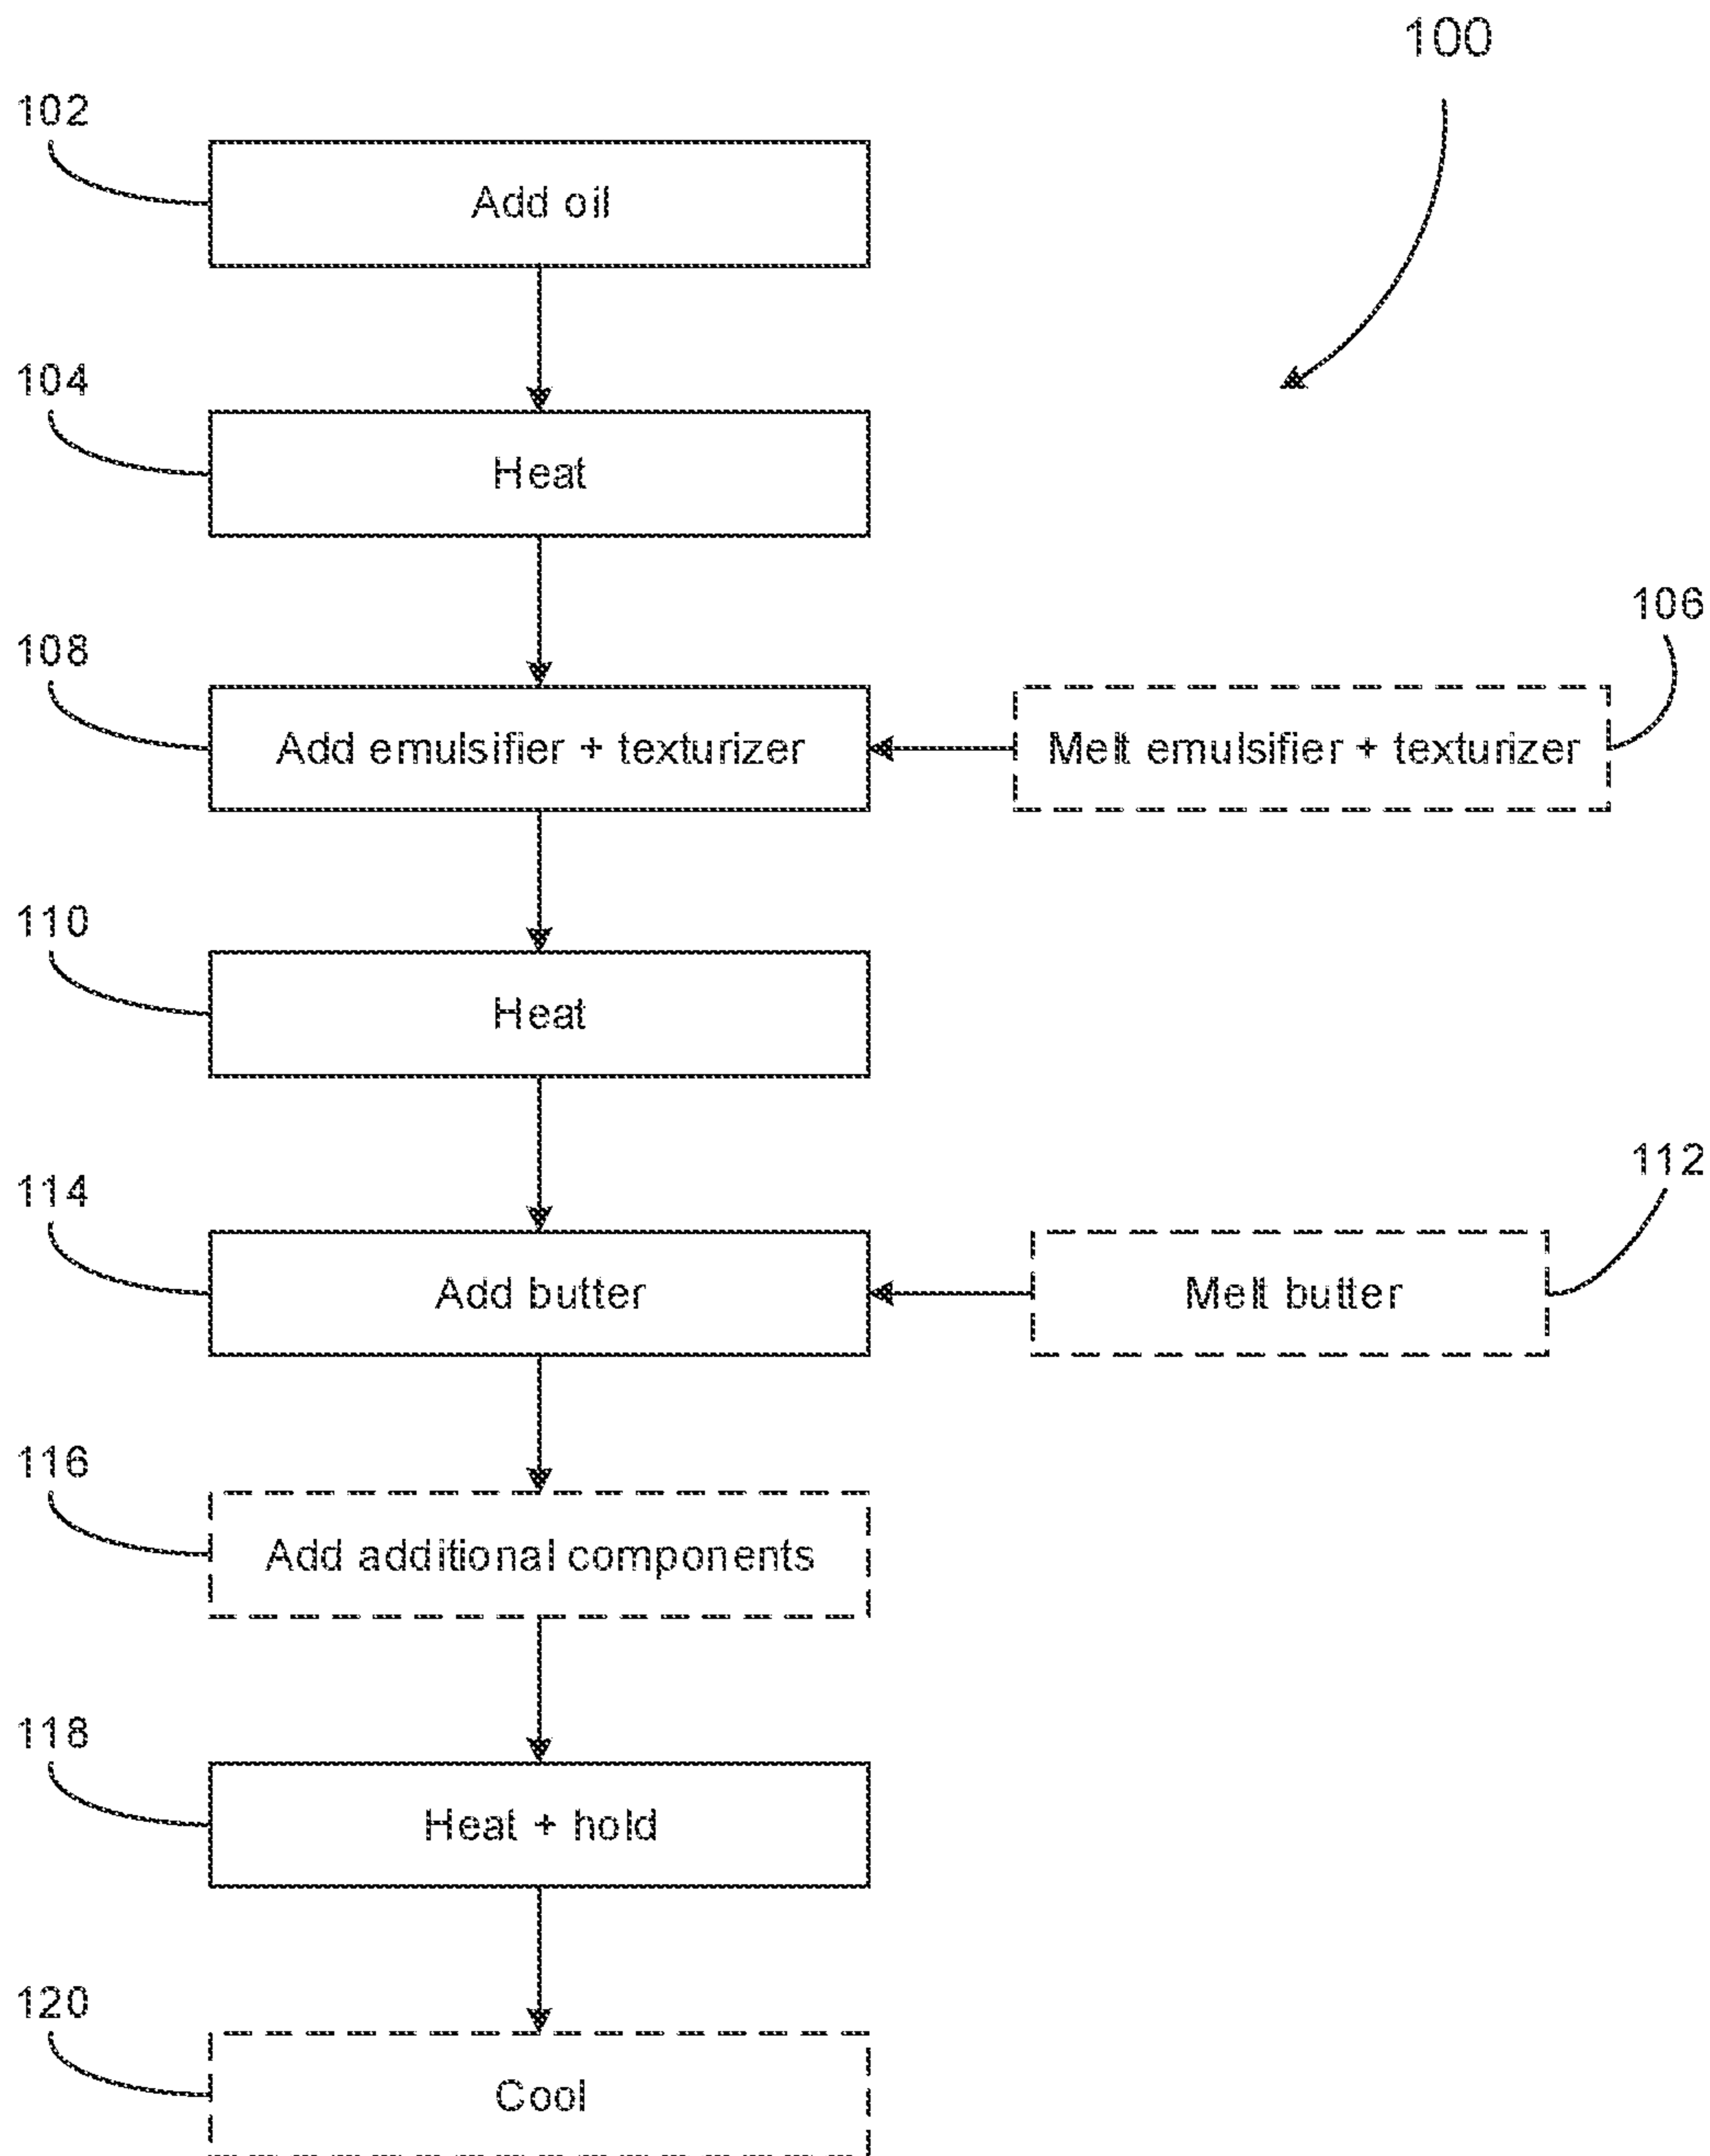 100
102
Add oil
104
Heat
106
108
Add emulsifier + texturizer
Melt emulsifier + texturizer
110
Heat
112
114
Add butter
Melt butter
116
Add additional components
118
Heat + hold
120
Cool